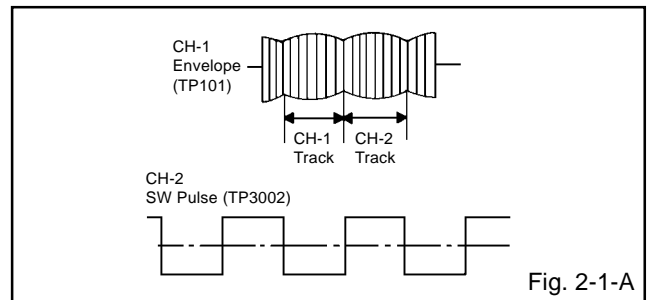 CH-1
Envelope
(TP101)
CH-1
Track
CH-2
Track
CH-2
SW Pulse (TP3002)
Fig. 2-1-A